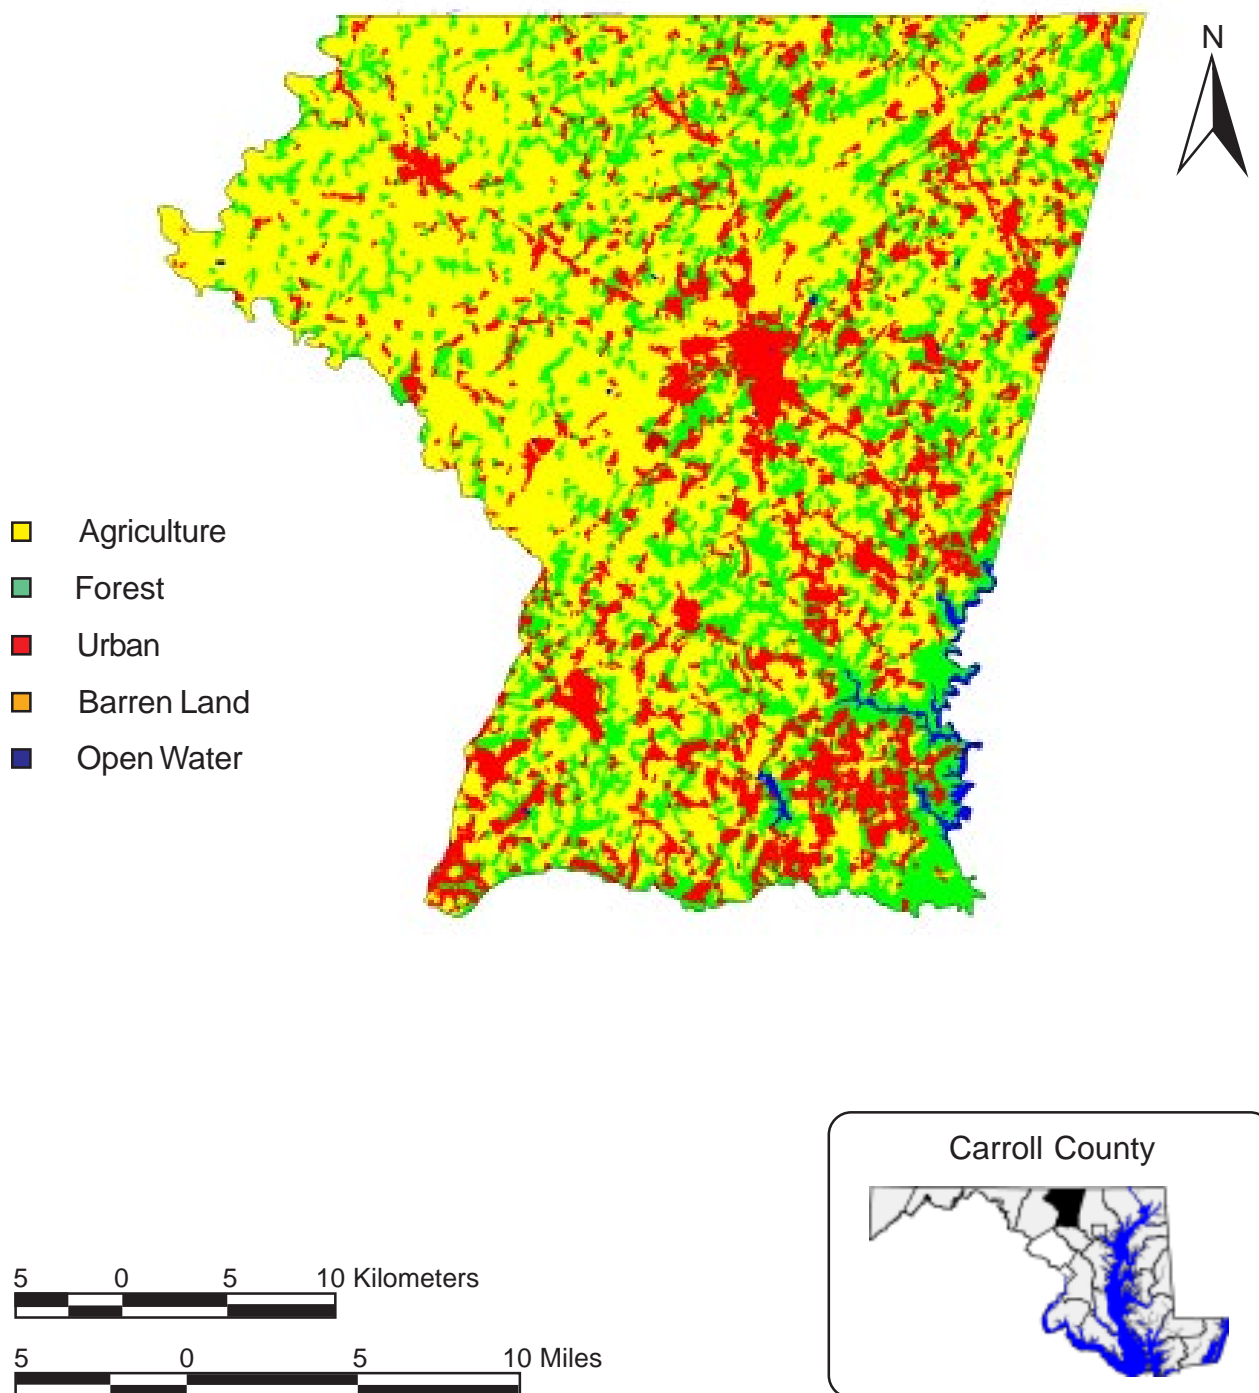 N
Agriculture
Forest
Urban
Barren Land
Open Water
Carroll County
5 0 5 10 Kilometers
5 0 5 10 Miles